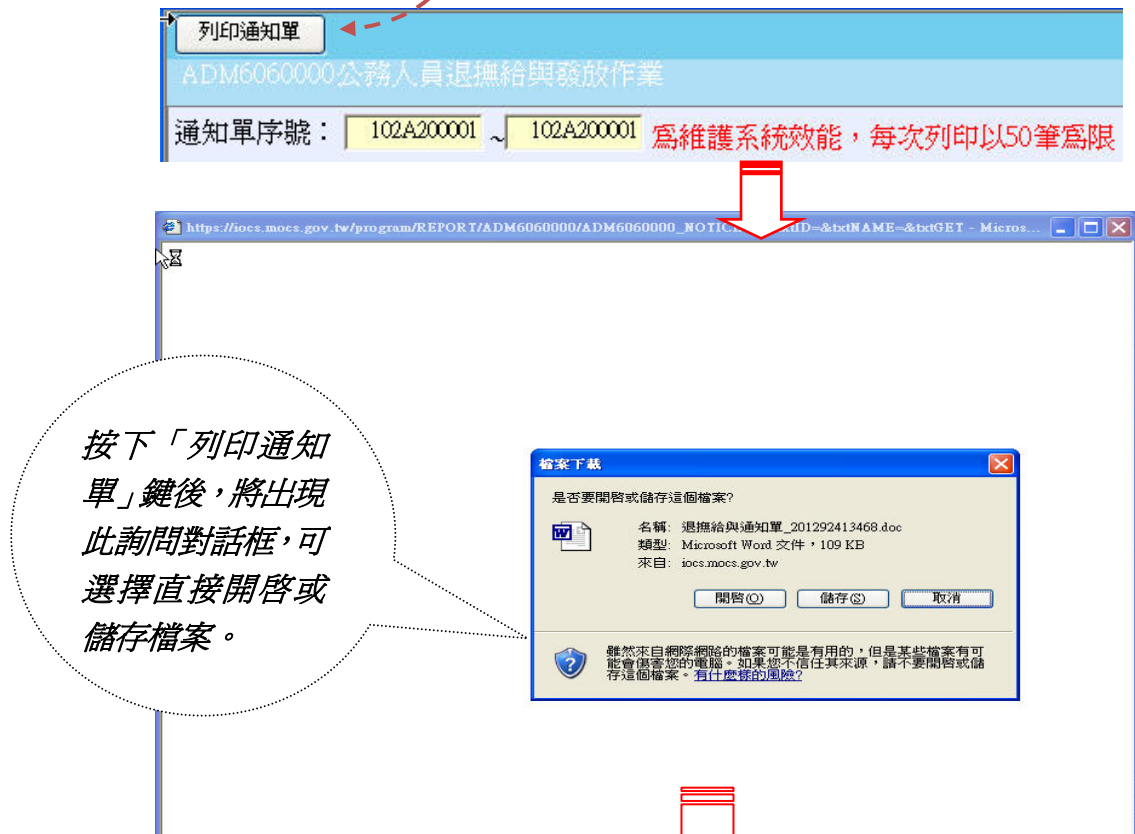 列印通知單
ADM6060000公務人員退撫給與發放作業
通知單序號： 102A200001 ~ 102A200001 為維護系統效能，每次列印以50筆為限
https://iocs.mocs.gov.tw/program/REPORT/ADM6060000/ADM6060000_NOTIC ID=&txtNAME=&txtGET - Micros...
按下「列印通知
單」鍵後，將出現
此詢問對話框，可
選擇直接開啓或
儲存檔案。
檔案下載
是否要開啓或儲存這個檔案?
名稱: 退撫給與通知單_201292413468.doc
類型: Microsoft Word 文件，109 KB
來自: iocs.mocs.gov.tw
開啓(O) 儲存(S) 取消
雖然來自網際網路的檔案可能是有用的，但是某些檔案有可
能會傷害您的電腦。如果您不信任其來源，請不要開啓或儲
存這個檔案。有什麼樣的風險?